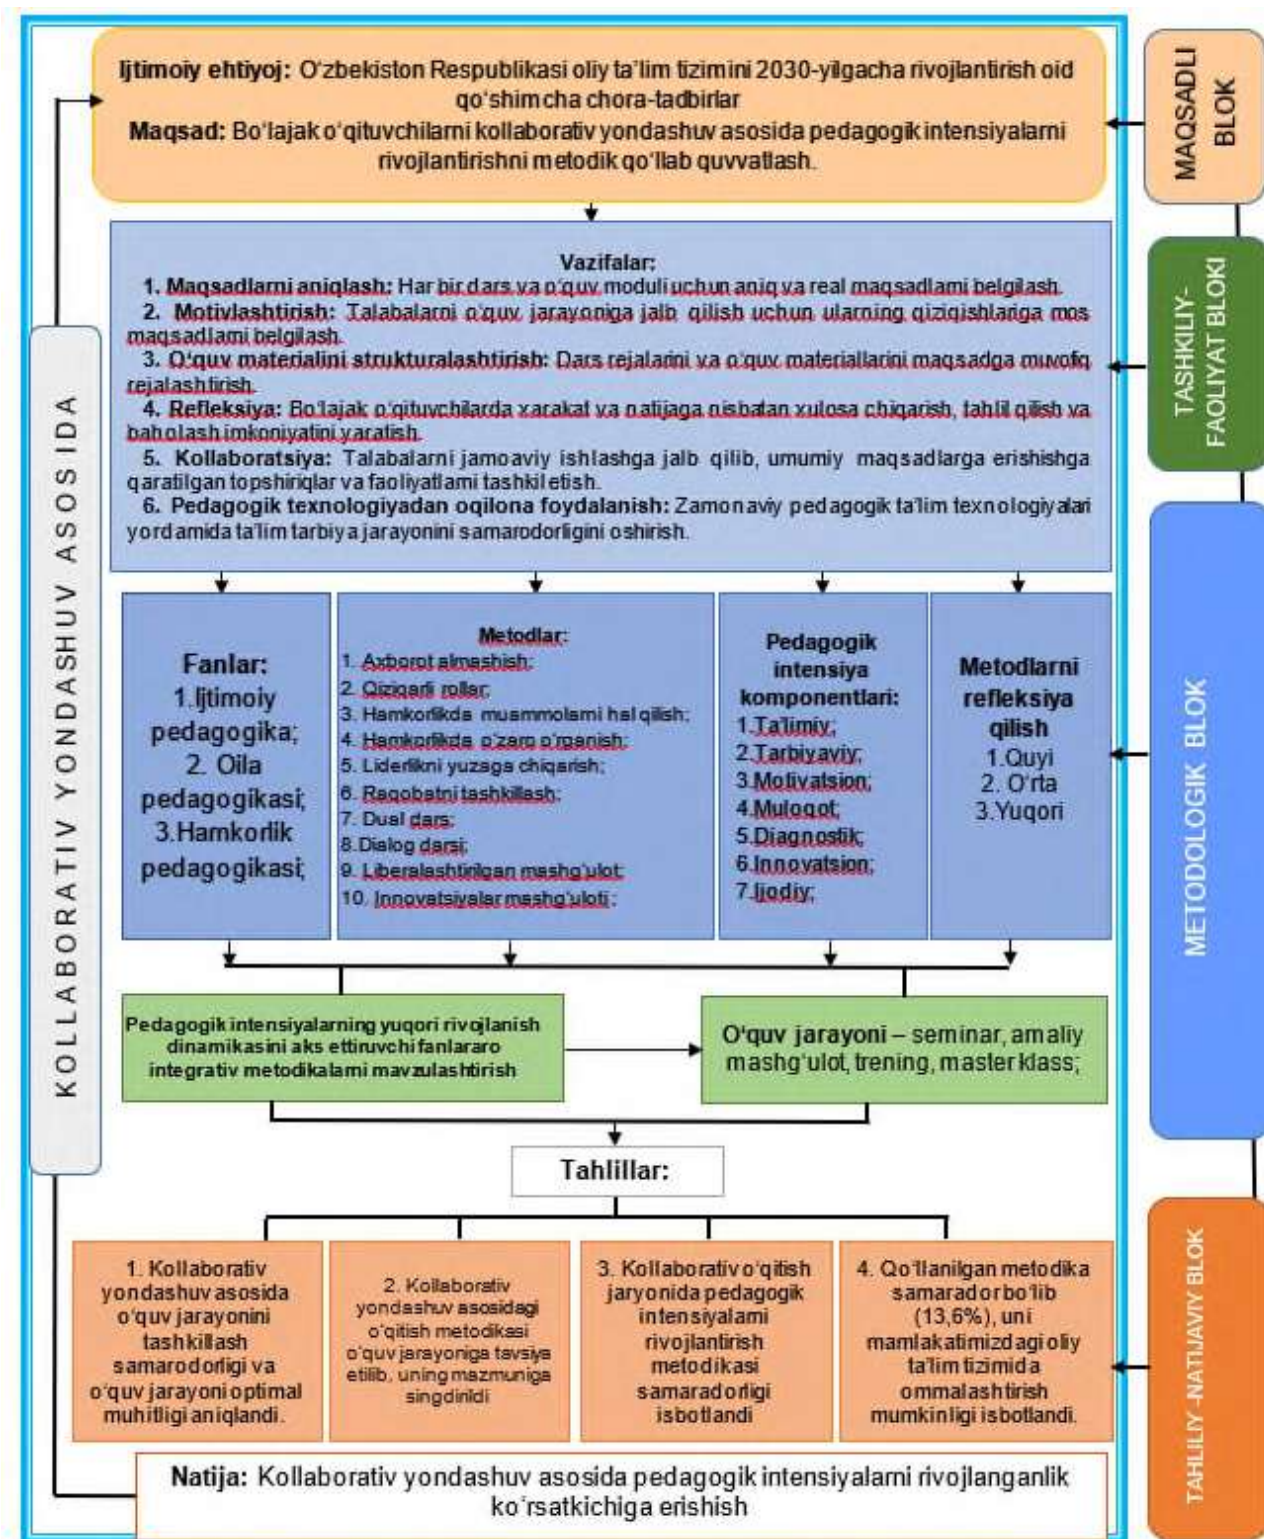 Ijtimoiy ehtiyoj: O‘zbekiston Respublikasi oliy ta’lim tizimini 2030-yilgacha rivojlantirish oid
qo‘shimcha chora-tadbirlar
Maqsad: Bo‘lajak o‘qituvchilarni kollaborativ yondashuv asosida pedagogik intensiyalarni
rivojlantirishni metodik qo‘llab quvvatlash.
MAQSADLI
BLOK
Vazifalar:
1. Maqsadlarni aniqlash: Har bir dars va o‘quv moduli uchun aniq va real maqsadlarni belgilash.
2. Motivlashtirish: Talabalarni o‘quv jarayoniga jalb qilish uchun ularning qiziqishlariga mos
maqsadlarni belgilash.
3. O‘quv materialini strukturalashtirish: Dars rejalarini va o‘quv materiallarini maqsadga muvofiq
rejalashtirish.
4. Refleksiya: Bo‘lajak o‘qituvchilarda xarakat va natijaga nisbatan xulosa chiqarish, tahlil qilish va
baholash imkoniyatini yaratish.
5. Kollaboratsiya: Talabalarni jamoaviy ishlashga jalb qilib, umumiy maqsadlarga erishishga
qaratilgan topshiriqlar va faoliyatlarni tashkil etish.
6. Pedagogik texnologiyadan oqilona foydalanish: Zamonaviy pedagogik ta’lim texnologiyalari
yordamida ta’lim tarbiya jarayonini samarodorligini oshirish.
TASHKILIY-
FAOLIYAT BLOKI
KOLLABORATIV YONDASHUV ASOSIDA
Fanlar:
1.Ijtimoiy
pedagogika;
2. Oila
pedagogikasi;
3.Hamkorlik
pedagogikasi;
Metodlar:
1. Axborot almashish;
2. Qiziqarli rollar;
3. Hamkorlikda muammolarni hal qilish;
4. Hamkorlikda o‘zaro o‘rganish;
5. Liderlikni yuzaga chiqarish;
6. Raqobatni tashkillash;
7. Dual dars;
8.Dialog darsi;
9. Liberalashtirilgan mashg‘ulot;
10. Innovatsiyalar mashg‘uloti;
Pedagogik
intensiya
komponentlari:
1.Ta’limiy;
2.Tarbiyaviy;
3.Motivatsion;
4.Muloqot;
5.Diagnostik;
6.Innovatsion;
7.Ijodiy;
Metodlarni
refleksiya
qilish
1.Quyi
2. O‘rta
3.Yuqori
METODOLOGIK BLOK
Pedagogik intensiyalarning yuqori rivojlanish
dinamikasini aks ettiruvchi fanlararo
integrativ metodikalarni mavzulashtirish
O‘quv jarayoni – seminar, amaliy
mashg‘ulot, trening, master klass;
Tahlillar:
1. Kollaborativ
yondashuv asosida
o‘quv jarayonini
tashkillash
samarodorligi va
o‘quv jarayoni optimal
muhitligi aniqlandi.
2. Kollaborativ
yondashuv asosidagi
o‘qitish metodikasi
o‘quv jarayoniga tavsiya
etilib, uning mazmuniga
singdirildi
3. Kollaborativ o‘qitish
jaryonida pedagogik
intensiyalarni
rivojlantirish
metodikasi
samaradorligi
isbotlandi
4. Qo‘llanilgan metodika
samarador bo‘lib
(13,6%), uni
mamlakatimizdagi oliy
ta’lim tizimida
ommalashtirish
mumkinligi isbotlandi.
TAHLILIY -NATIJAVIY BLOK
Natija: Kollaborativ yondashuv asosida pedagogik intensiyalarni rivojlanganlik
ko‘rsatkichiga erishish